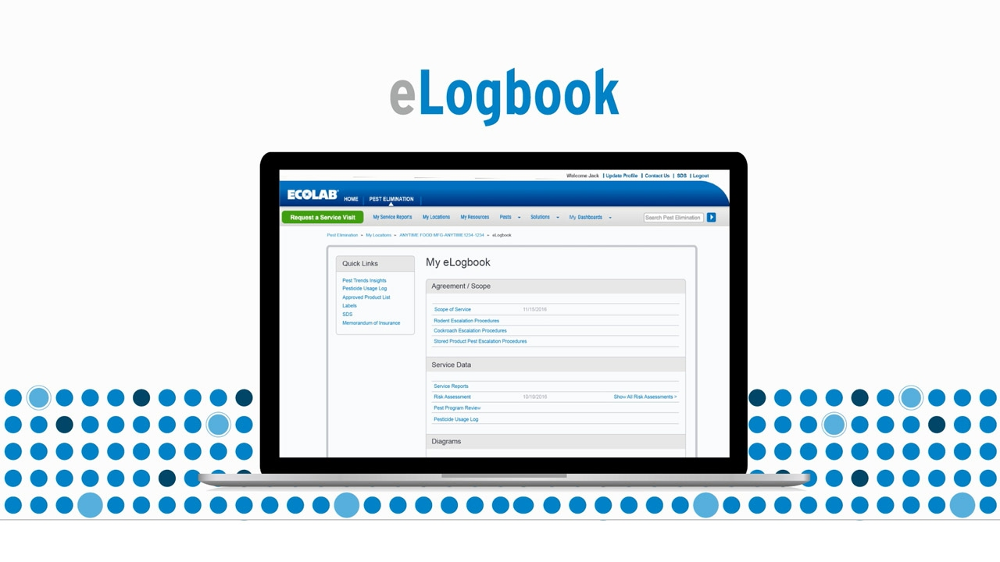 eLogbook
Welcome Jack | Update Profile | Contact Us | SDS | Logout
ECOLAB® HOME PEST ELIMINATION
Request a Service Visit My Service Reports My Locations My Resources Pests Solutions My Dashboards Search Pest Elimination
Pest Elimination » My Locations » ANYTIME FOOD MFG-ANYTIME1234-1234 » eLogbook
Quick Links
Pest Trends Insights
Pesticide Usage Log
Approved Product List
Labels
SDS
Memorandum of Insurance
My eLogbook
Agreement / Scope
Scope of Service 11/15/2016
Rodent Escalation Procedures
Cockroach Escalation Procedures
Stored Product Pest Escalation Procedures
Service Data
Service Reports
Risk Assessment 10/10/2016 Show All Risk Assessments >
Pest Program Review
Pesticide Usage Log
Diagrams